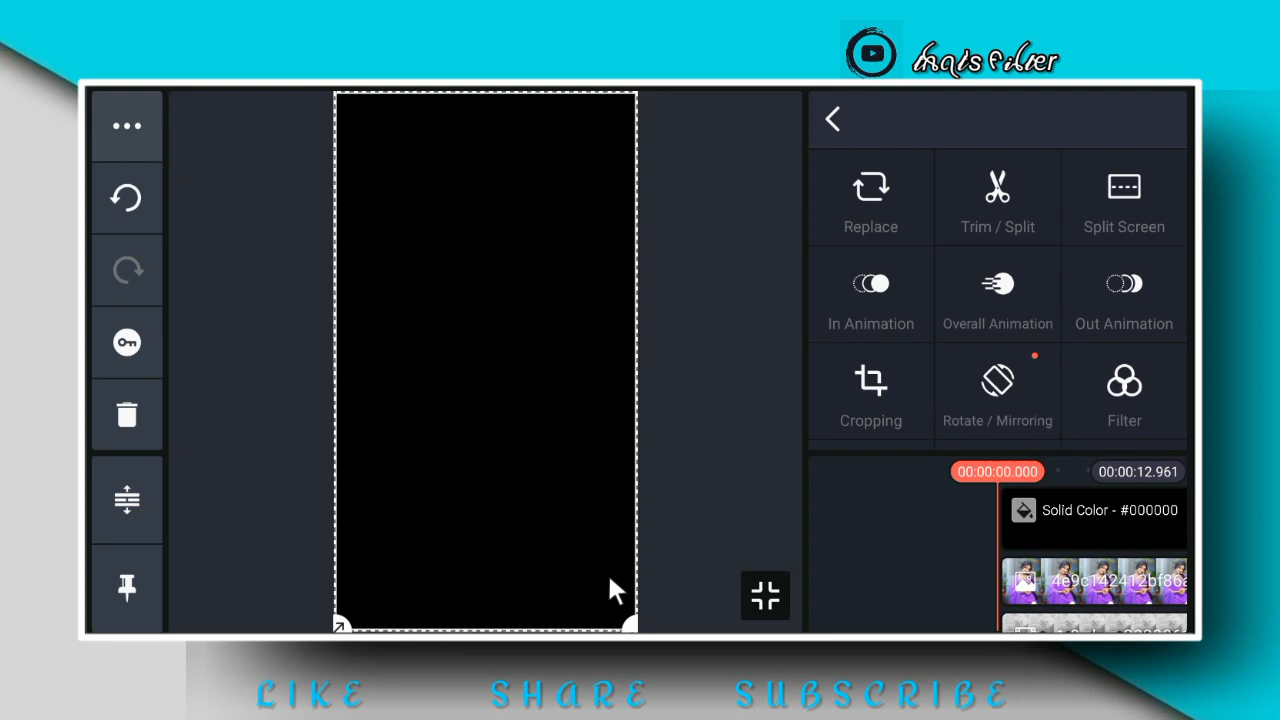 Replace
Trim / Split
Split Screen
In Animation
Overall Animation
Out Animation
Cropping
Rotate / Mirroring
Filter
00:00:00.000
00:00:12.961
Solid Color - #000000
4e9c142412bf86a
LIKE SHARE SUBSCRIBE